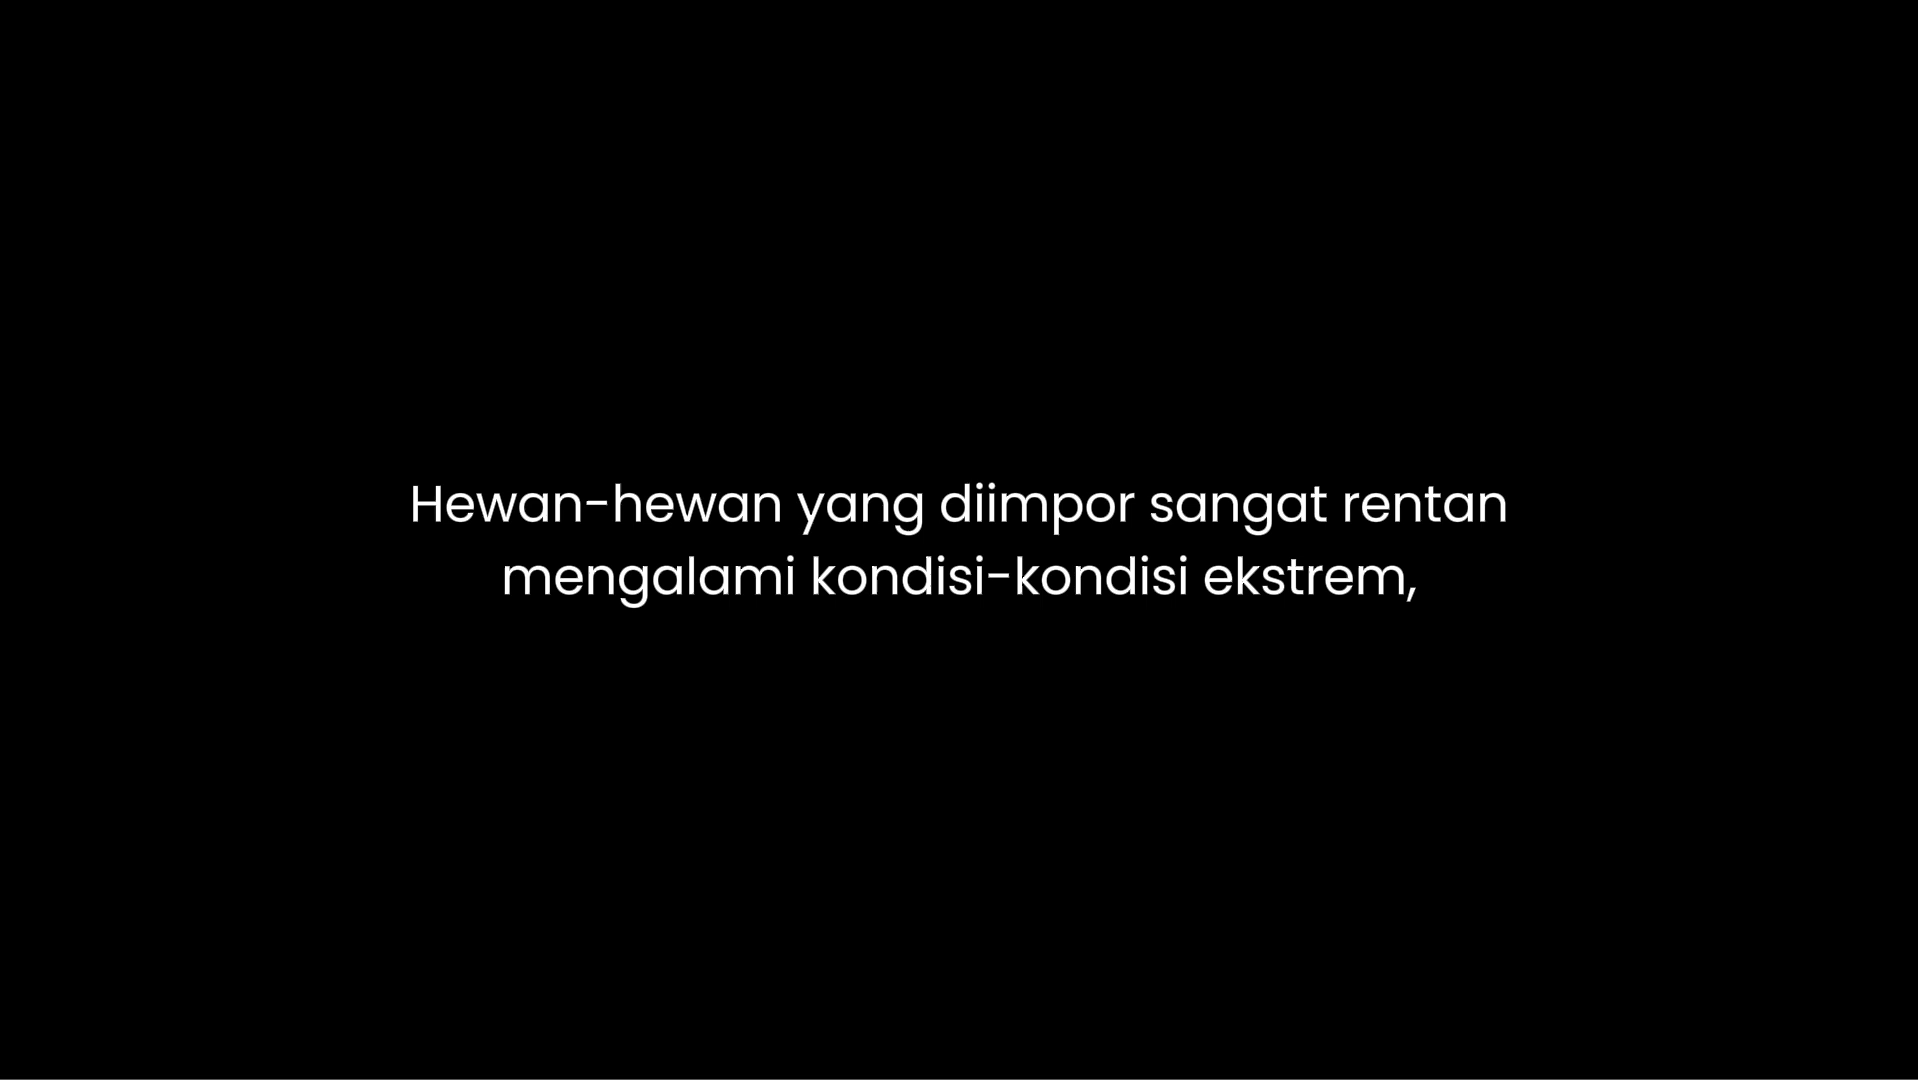 Hewan-hewan yang diimpor sangat rentan
mengalami kondisi-kondisi ekstrem,